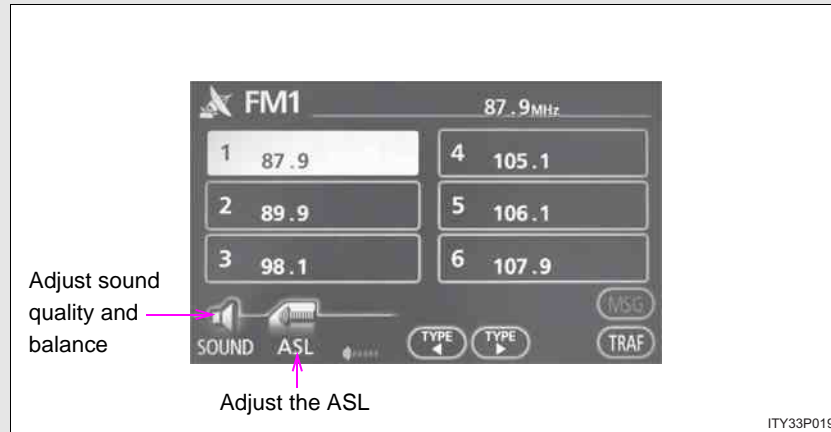 FM1 87.9MHz
1 87.9
4 105.1
2 89.9
5 106.1
3 98.1
6 107.9
Adjust sound
quality and
balance
MSG
SOUND ASL TYPE TYPE TRAF
Adjust the ASL
ITY33P019